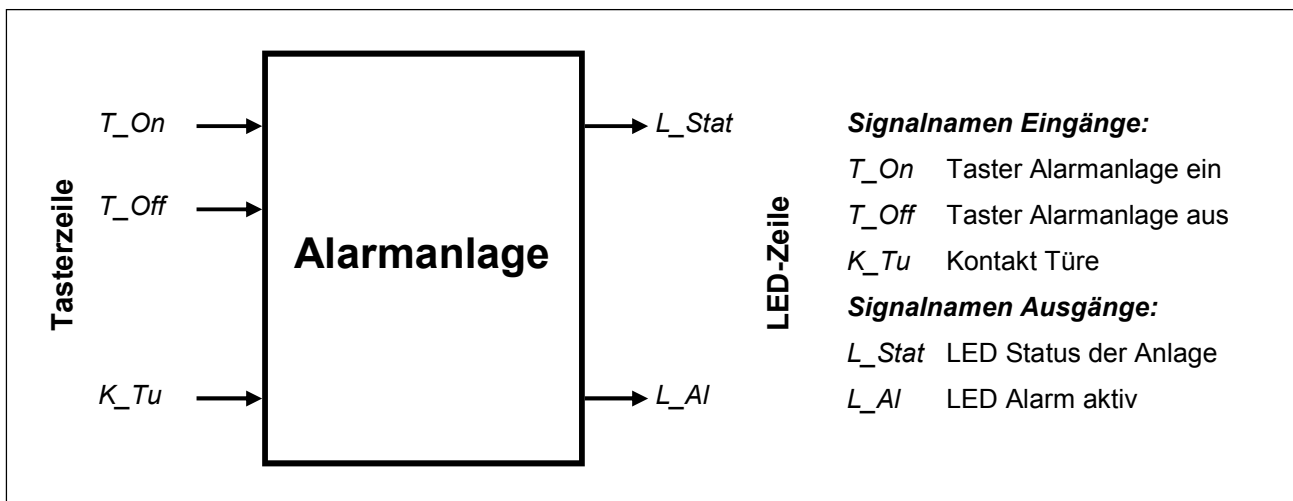 Tasterzeile
T_On
T_Off
K_Tu
Alarmanlage
L_Stat
L_Al
LED-Zeile
Signalnamen Eingänge:
T_On Taster Alarmanlage ein
T_Off Taster Alarmanlage aus
K_Tu Kontakt Türe
Signalnamen Ausgänge:
L_Stat LED Status der Anlage
L_Al LED Alarm aktiv